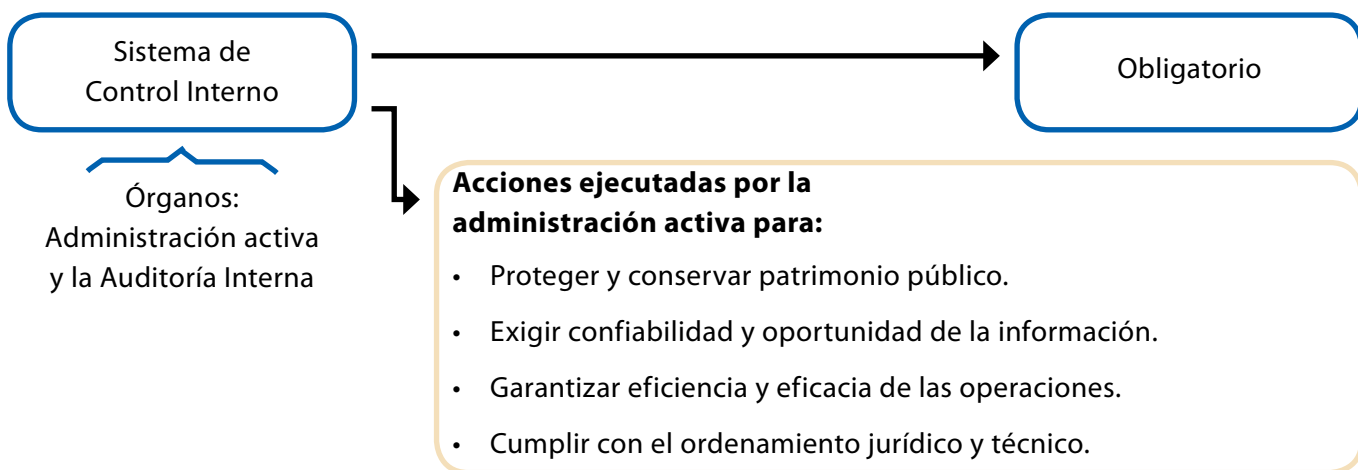 Sistema de
Control Interno
Obligatorio
Órganos:
Administración activa
y la Auditoría Interna
Acciones ejecutadas por la
administración activa para:
• Proteger y conservar patrimonio público.
• Exigir confiabilidad y oportunidad de la información.
• Garantizar eficiencia y eficacia de las operaciones.
• Cumplir con el ordenamiento jurídico y técnico.